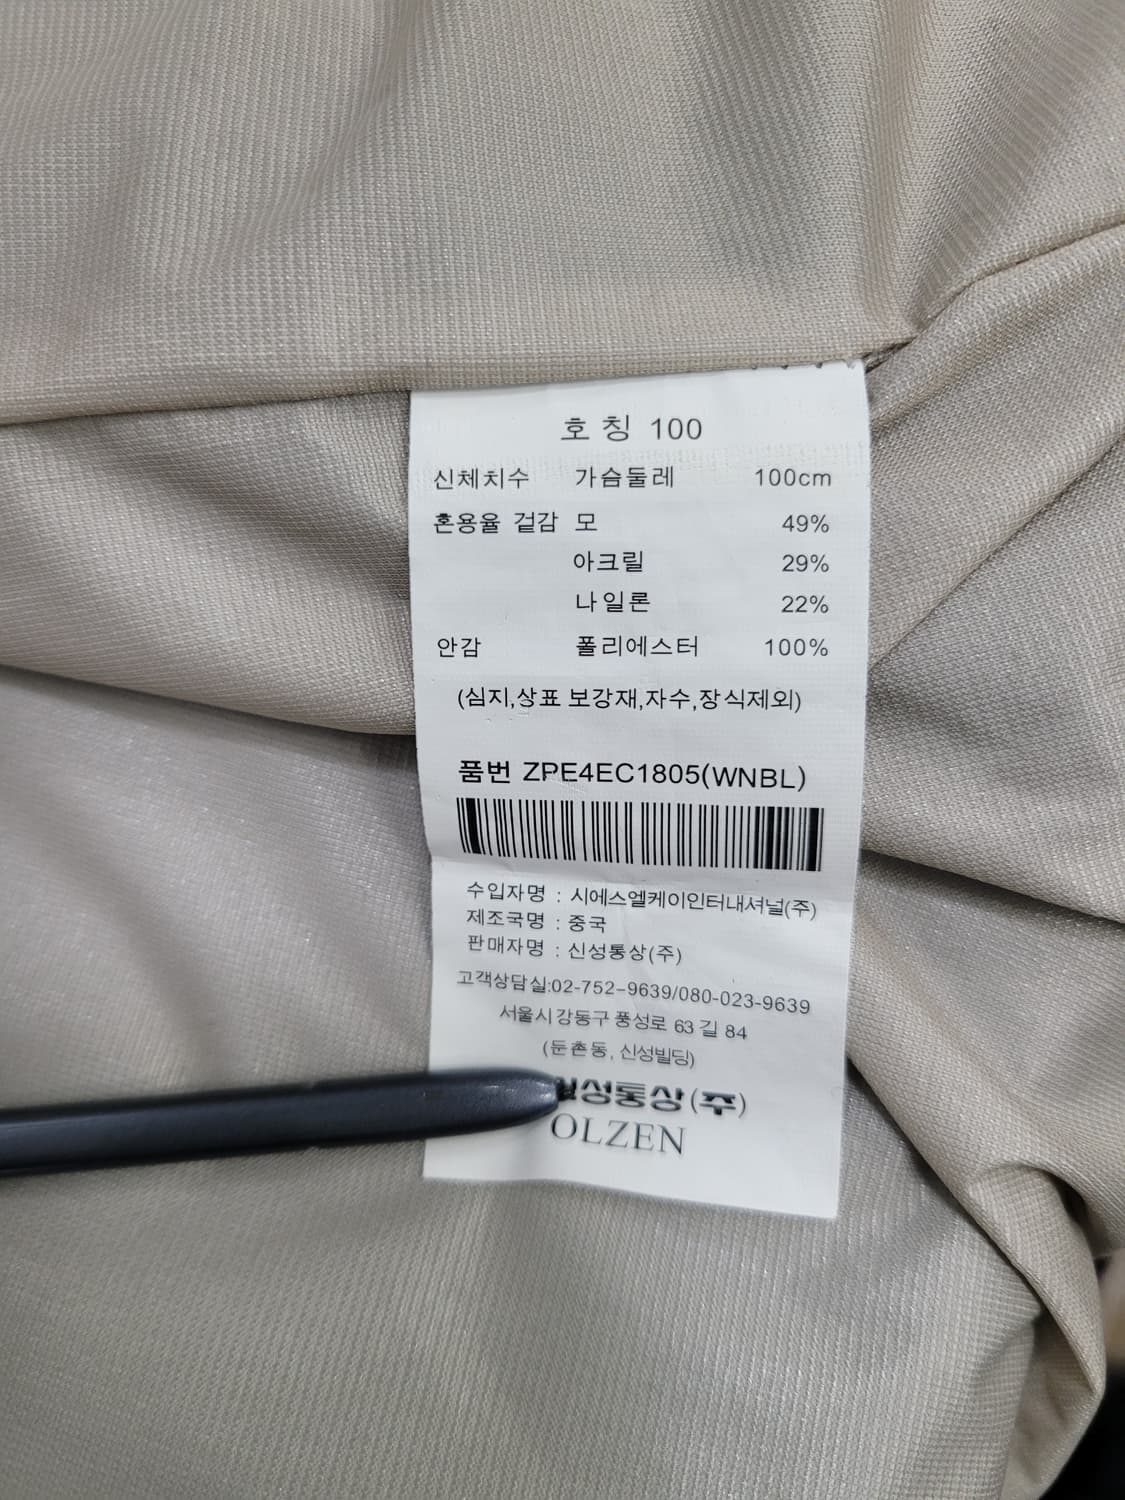 호칭 100
신체치수 가슴둘레 100cm
혼용율 겉감 모 49%
아크릴 29%
나일론 22%
안감 폴리에스터 100%
(심지,상표 보강재,자수,장식제외)
품번 ZPE4EC1805(WNBL)
수입자명 : 시에스엘케이인터내셔널(주)
제조국명 : 중국
판매자명 : 신성통상(주)
고객상담실:02-752-9639/080-023-9639
서울시 강동구 풍성로 63 길 84
(둔촌동, 신성빌딩)
신성통상(주)
OLZEN